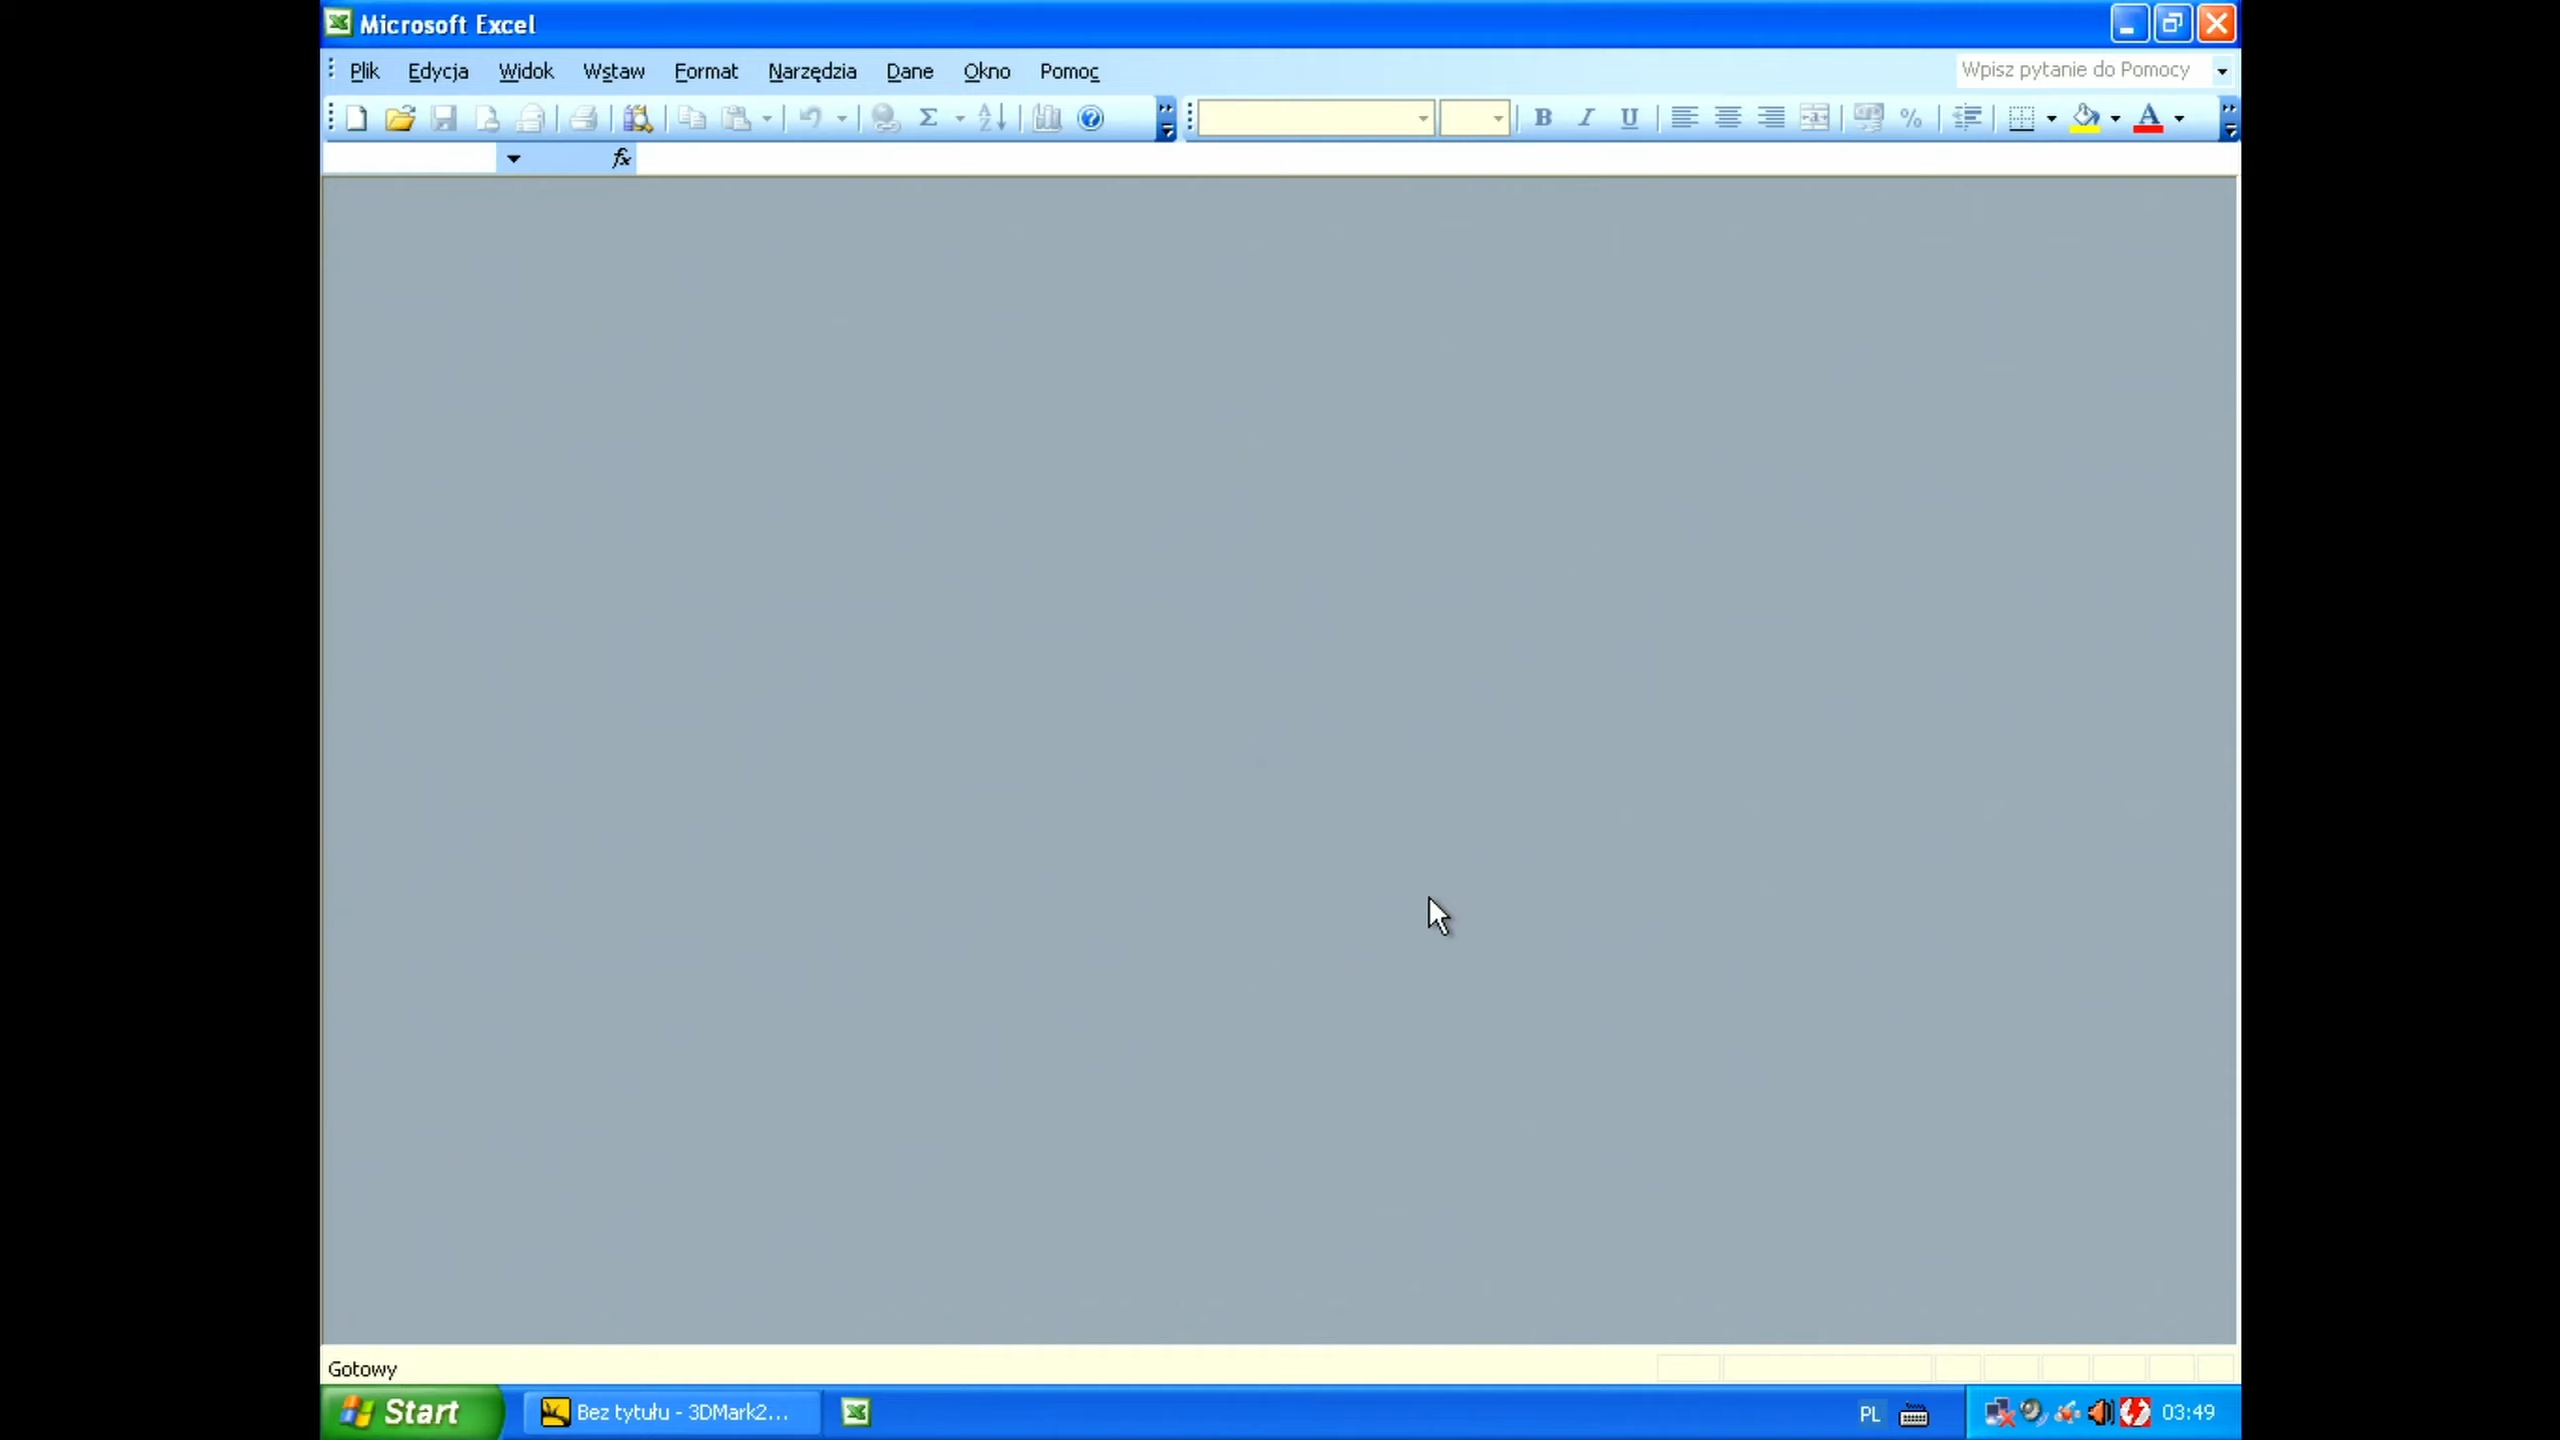 Microsoft Excel
Plik Edycja Widok Wstaw Format Narzędzia Dane Okno Pomoc
Wpisz pytanie do Pomocy
Σ A Z B I U % A
fx
Gotowy
Start
Bez tytułu - 3DMark2...
PL
03:49